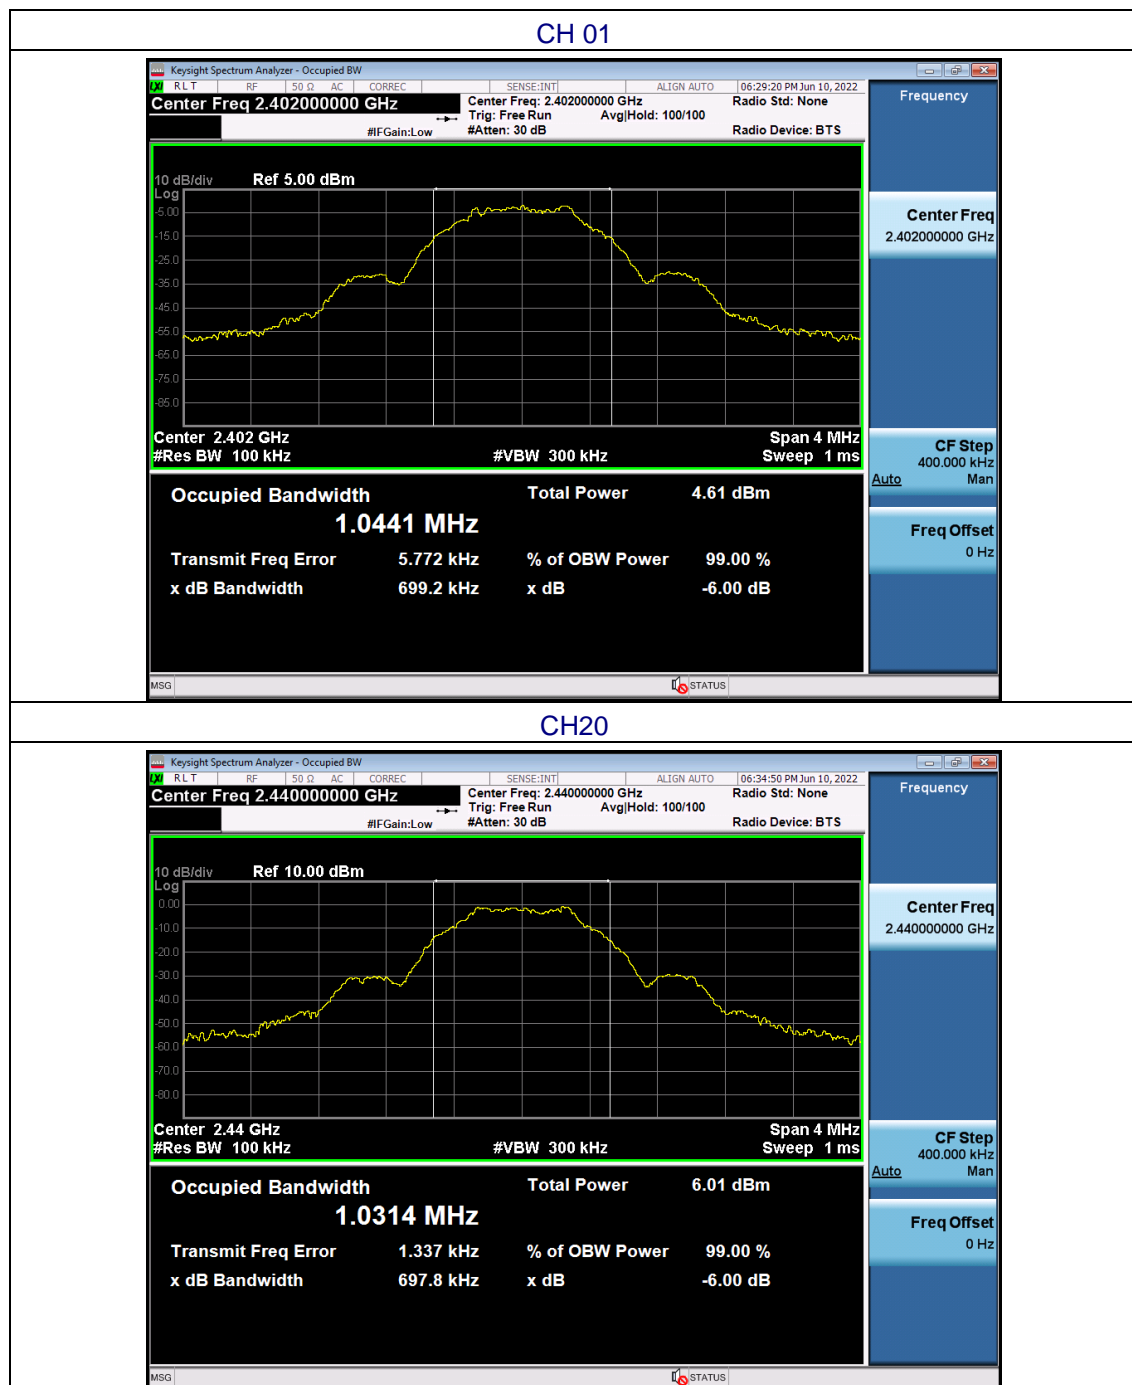 CH 01
Keysight Spectrum Analyzer - Occupied BW
LXI RLT RF 50 Ω AC CORREC SENSE:INT ALIGN AUTO 06:29:20 PM Jun 10, 2022
Center Freq 2.402000000 GHz
Center Freq: 2.402000000 GHz Radio Std: None
Trig: Free Run Avg|Hold: 100/100
#IFGain:Low #Atten: 30 dB Radio Device: BTS
Frequency
10 dB/div Ref 5.00 dBm
Log
-5.00
-15.0
-25.0
-35.0
-45.0
-55.0
-65.0
-75.0
-85.0
Center 2.402 GHz Span 4 MHz
#Res BW 100 kHz #VBW 300 kHz Sweep 1 ms
Center Freq
2.402000000 GHz
CF Step
400.000 kHz
Auto Man
Freq Offset
0 Hz
Occupied Bandwidth Total Power 4.61 dBm
1.0441 MHz
Transmit Freq Error 5.772 kHz % of OBW Power 99.00 %
x dB Bandwidth 699.2 kHz x dB -6.00 dB
MSG STATUS
CH20
Keysight Spectrum Analyzer - Occupied BW
LXI RLT RF 50 Ω AC CORREC SENSE:INT ALIGN AUTO 06:34:50 PM Jun 10, 2022
Center Freq 2.440000000 GHz
Center Freq: 2.440000000 GHz Radio Std: None
Trig: Free Run Avg|Hold: 100/100
#IFGain:Low #Atten: 30 dB Radio Device: BTS
Frequency
10 dB/div Ref 10.00 dBm
Log
0.00
-10.0
-20.0
-30.0
-40.0
-50.0
-60.0
-70.0
-80.0
Center 2.44 GHz Span 4 MHz
#Res BW 100 kHz #VBW 300 kHz Sweep 1 ms
Center Freq
2.440000000 GHz
CF Step
400.000 kHz
Auto Man
Freq Offset
0 Hz
Occupied Bandwidth Total Power 6.01 dBm
1.0314 MHz
Transmit Freq Error 1.337 kHz % of OBW Power 99.00 %
x dB Bandwidth 697.8 kHz x dB -6.00 dB
MSG STATUS